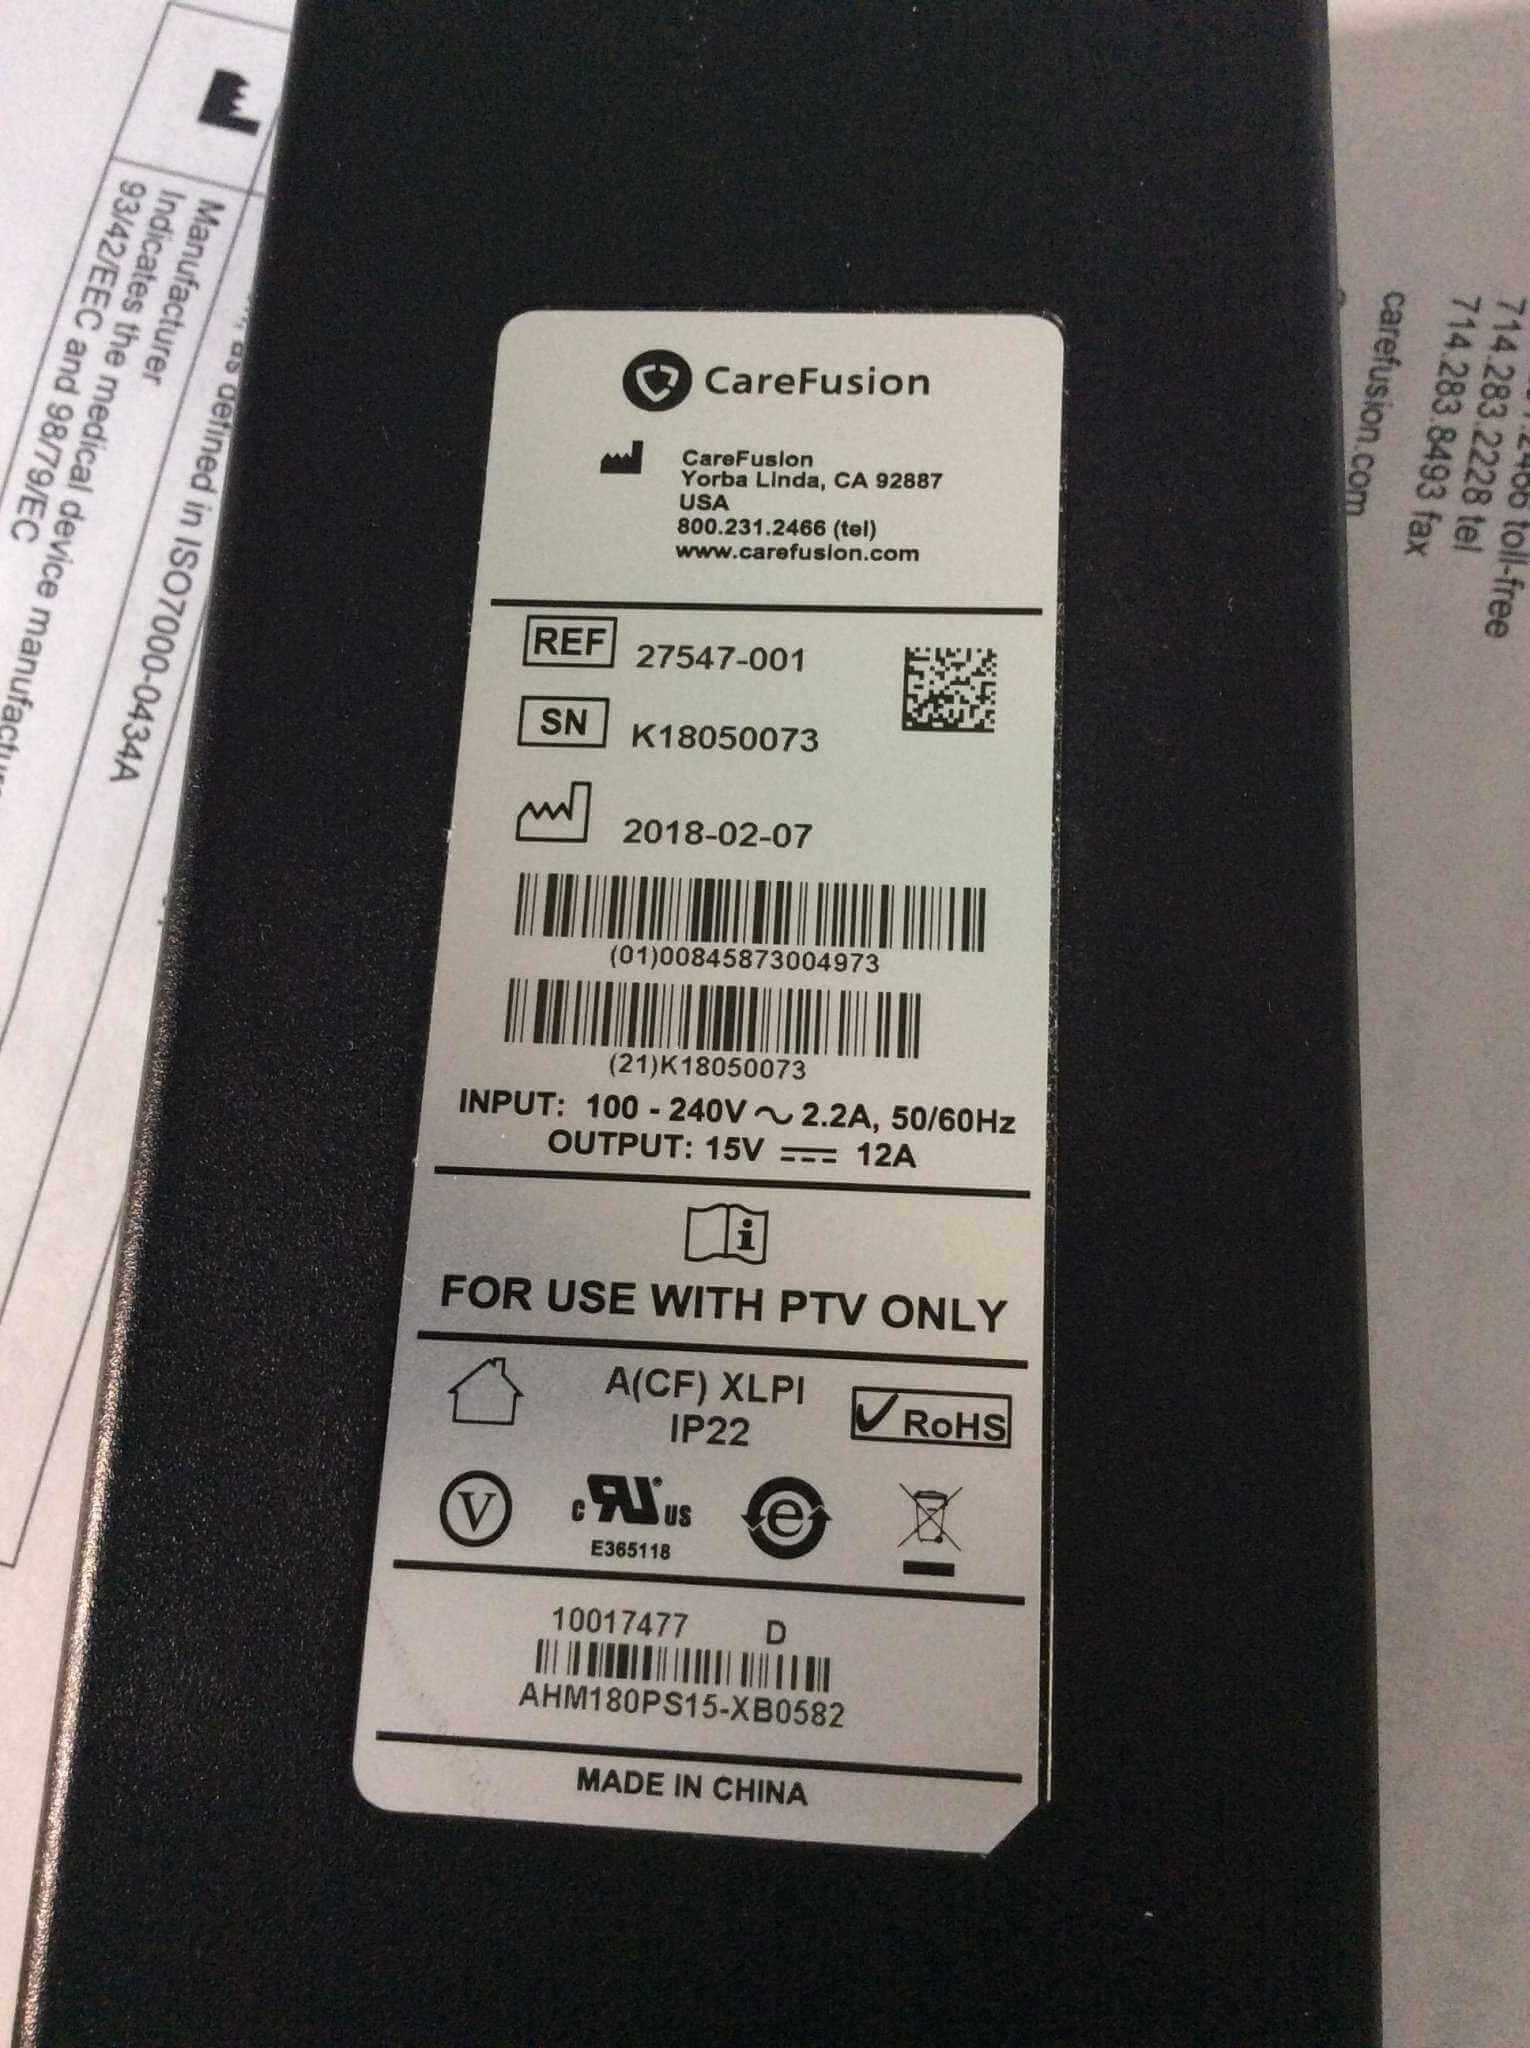 CareFusion
CareFusion
Yorba Linda, CA 92887
USA
800.231.2466 (tel)
www.carefusion.com
REF 27547-001
SN K18050073
2018-02-07
(01)00845873004973
(21)K18050073
INPUT: 100 - 240V ~ 2.2A, 50/60Hz
OUTPUT: 15V ⎓ 12A
i
FOR USE WITH PTV ONLY
A(CF) XLPI
IP22
RoHS
V
c RU US
E365118
e
10017477 D
AHM180PS15-XB0582
MADE IN CHINA
as defined in ISO7000-0434A
Manufacturer
Indicates the medical device
93/42/EEC and 98/79/EC
toll-free
714.283.2228 tel
714.283.8493 fax
carefusion.com